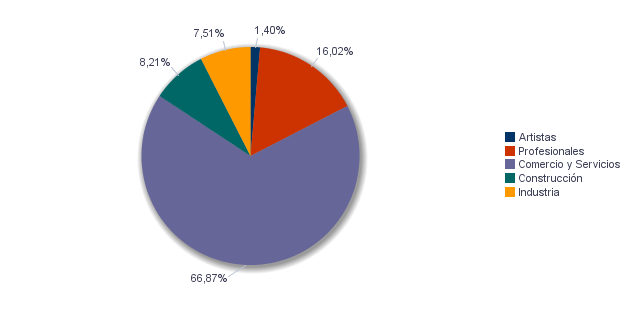 1,40%
7,51%
16,02%
8,21%
66,87%
Artistas
Profesionales
Comercio y Servicios
Construcción
Industria